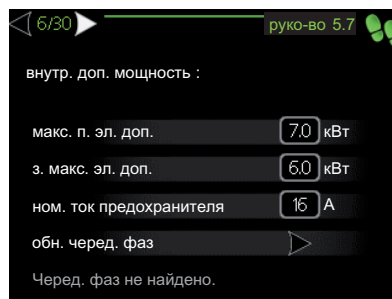 6/30 руко-во 5.7
внутр. доп. мощность :
макс. п. эл. доп. 7.0 кВт
з. макс. эл. доп. 6.0 кВт
ном. ток предохранителя 16 A
обн. черед. фаз
Черед. фаз не найдено.